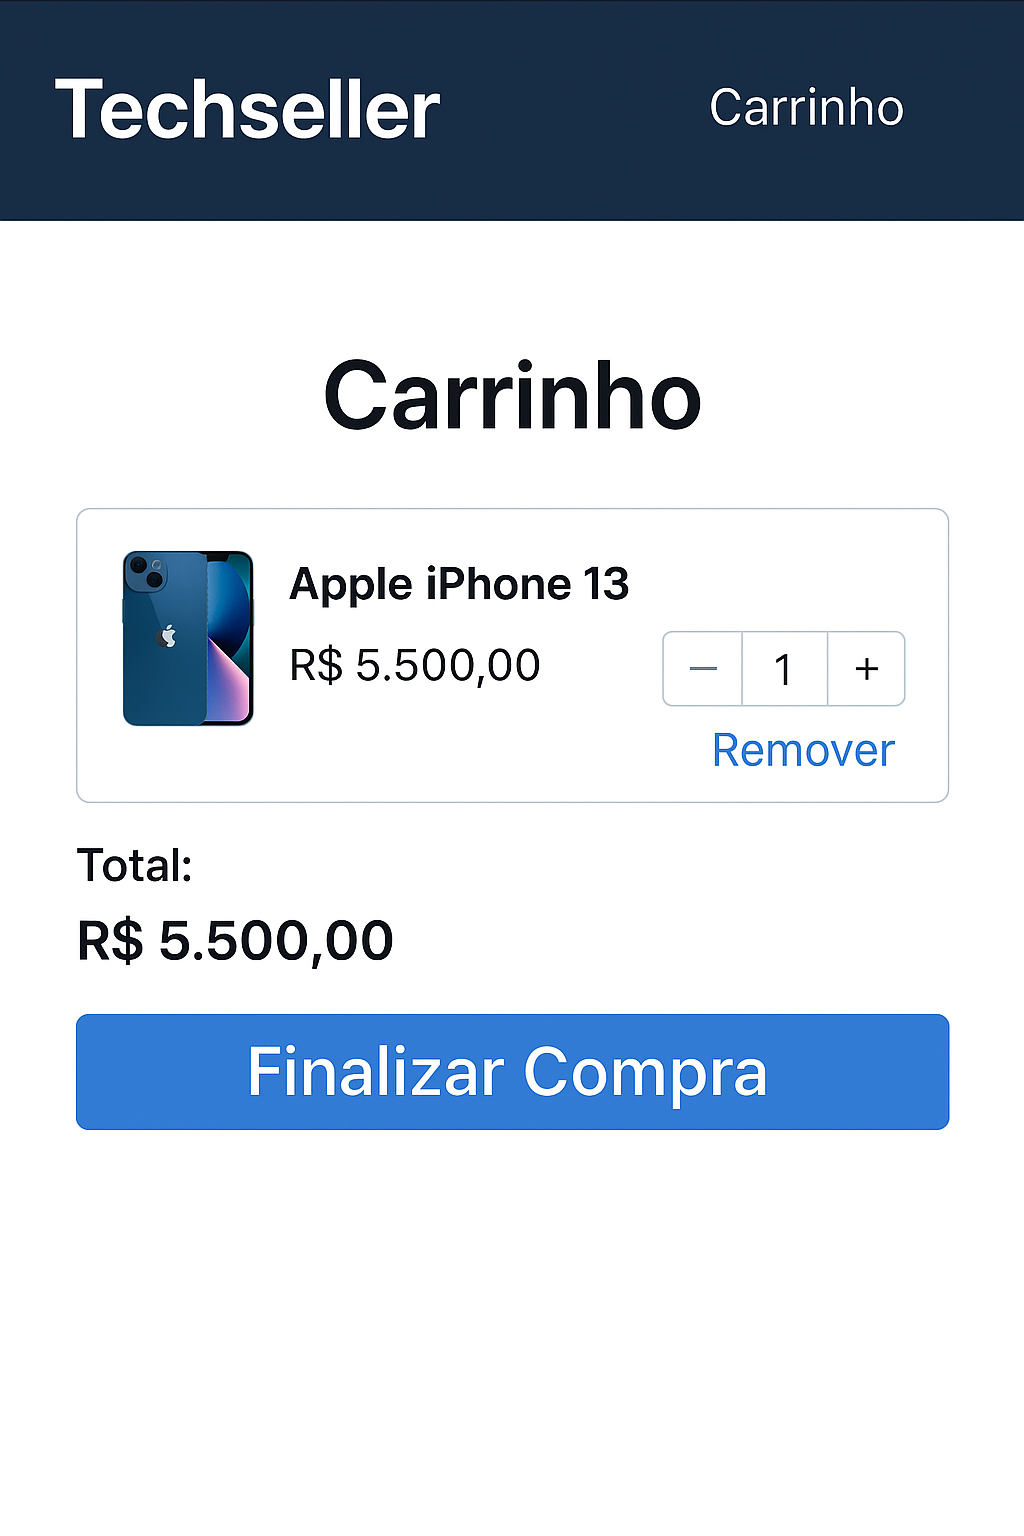 Techseller
Carrinho
Carrinho
Apple iPhone 13
R$ 5.500,00
— 1 +
Remover
Total:
R$ 5.500,00
Finalizar Compra